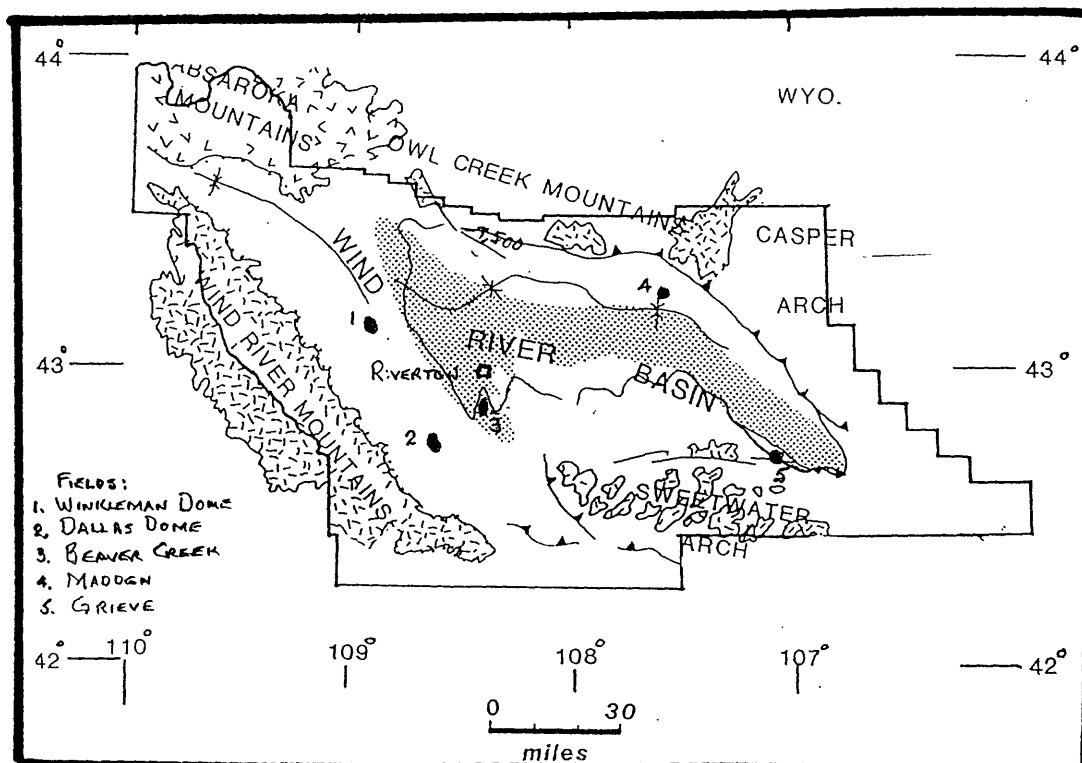 44°
44°
ABSAROKA
MOUNTAINS
WYO.
OWL CREEK MOUNTAINS
CASPER
ARCH
9,500
WIND
RIVER
BASIN
4
1
43°
43°
RIVERTON
3
2
5
WIND RIVER MOUNTAINS
SWEETWATER
ARCH
FIELDS:
1. WINKLEMAN DOME
2. DALLAS DOME
3. BEAVER CREEK
4. MADDEN
5. GRIEVE
42°
110°
109°
108°
107°
42°
0 30
miles